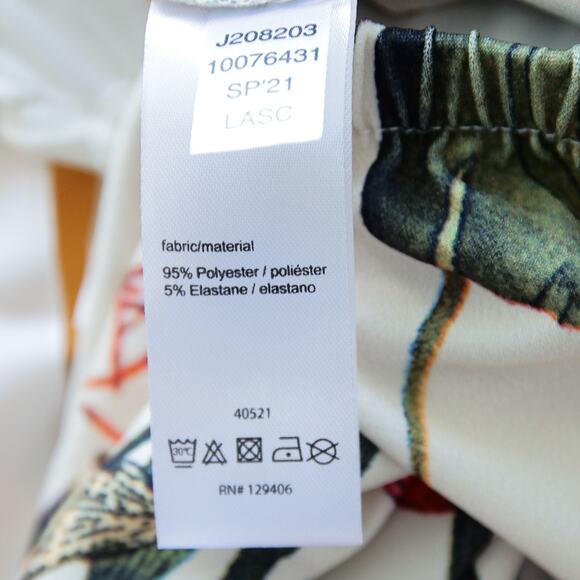 J208203
10076431
SP'21
LASC
fabric/material
95% Polyester / poliéster
5% Elastane / elastano
40521
30°C
RN# 129406